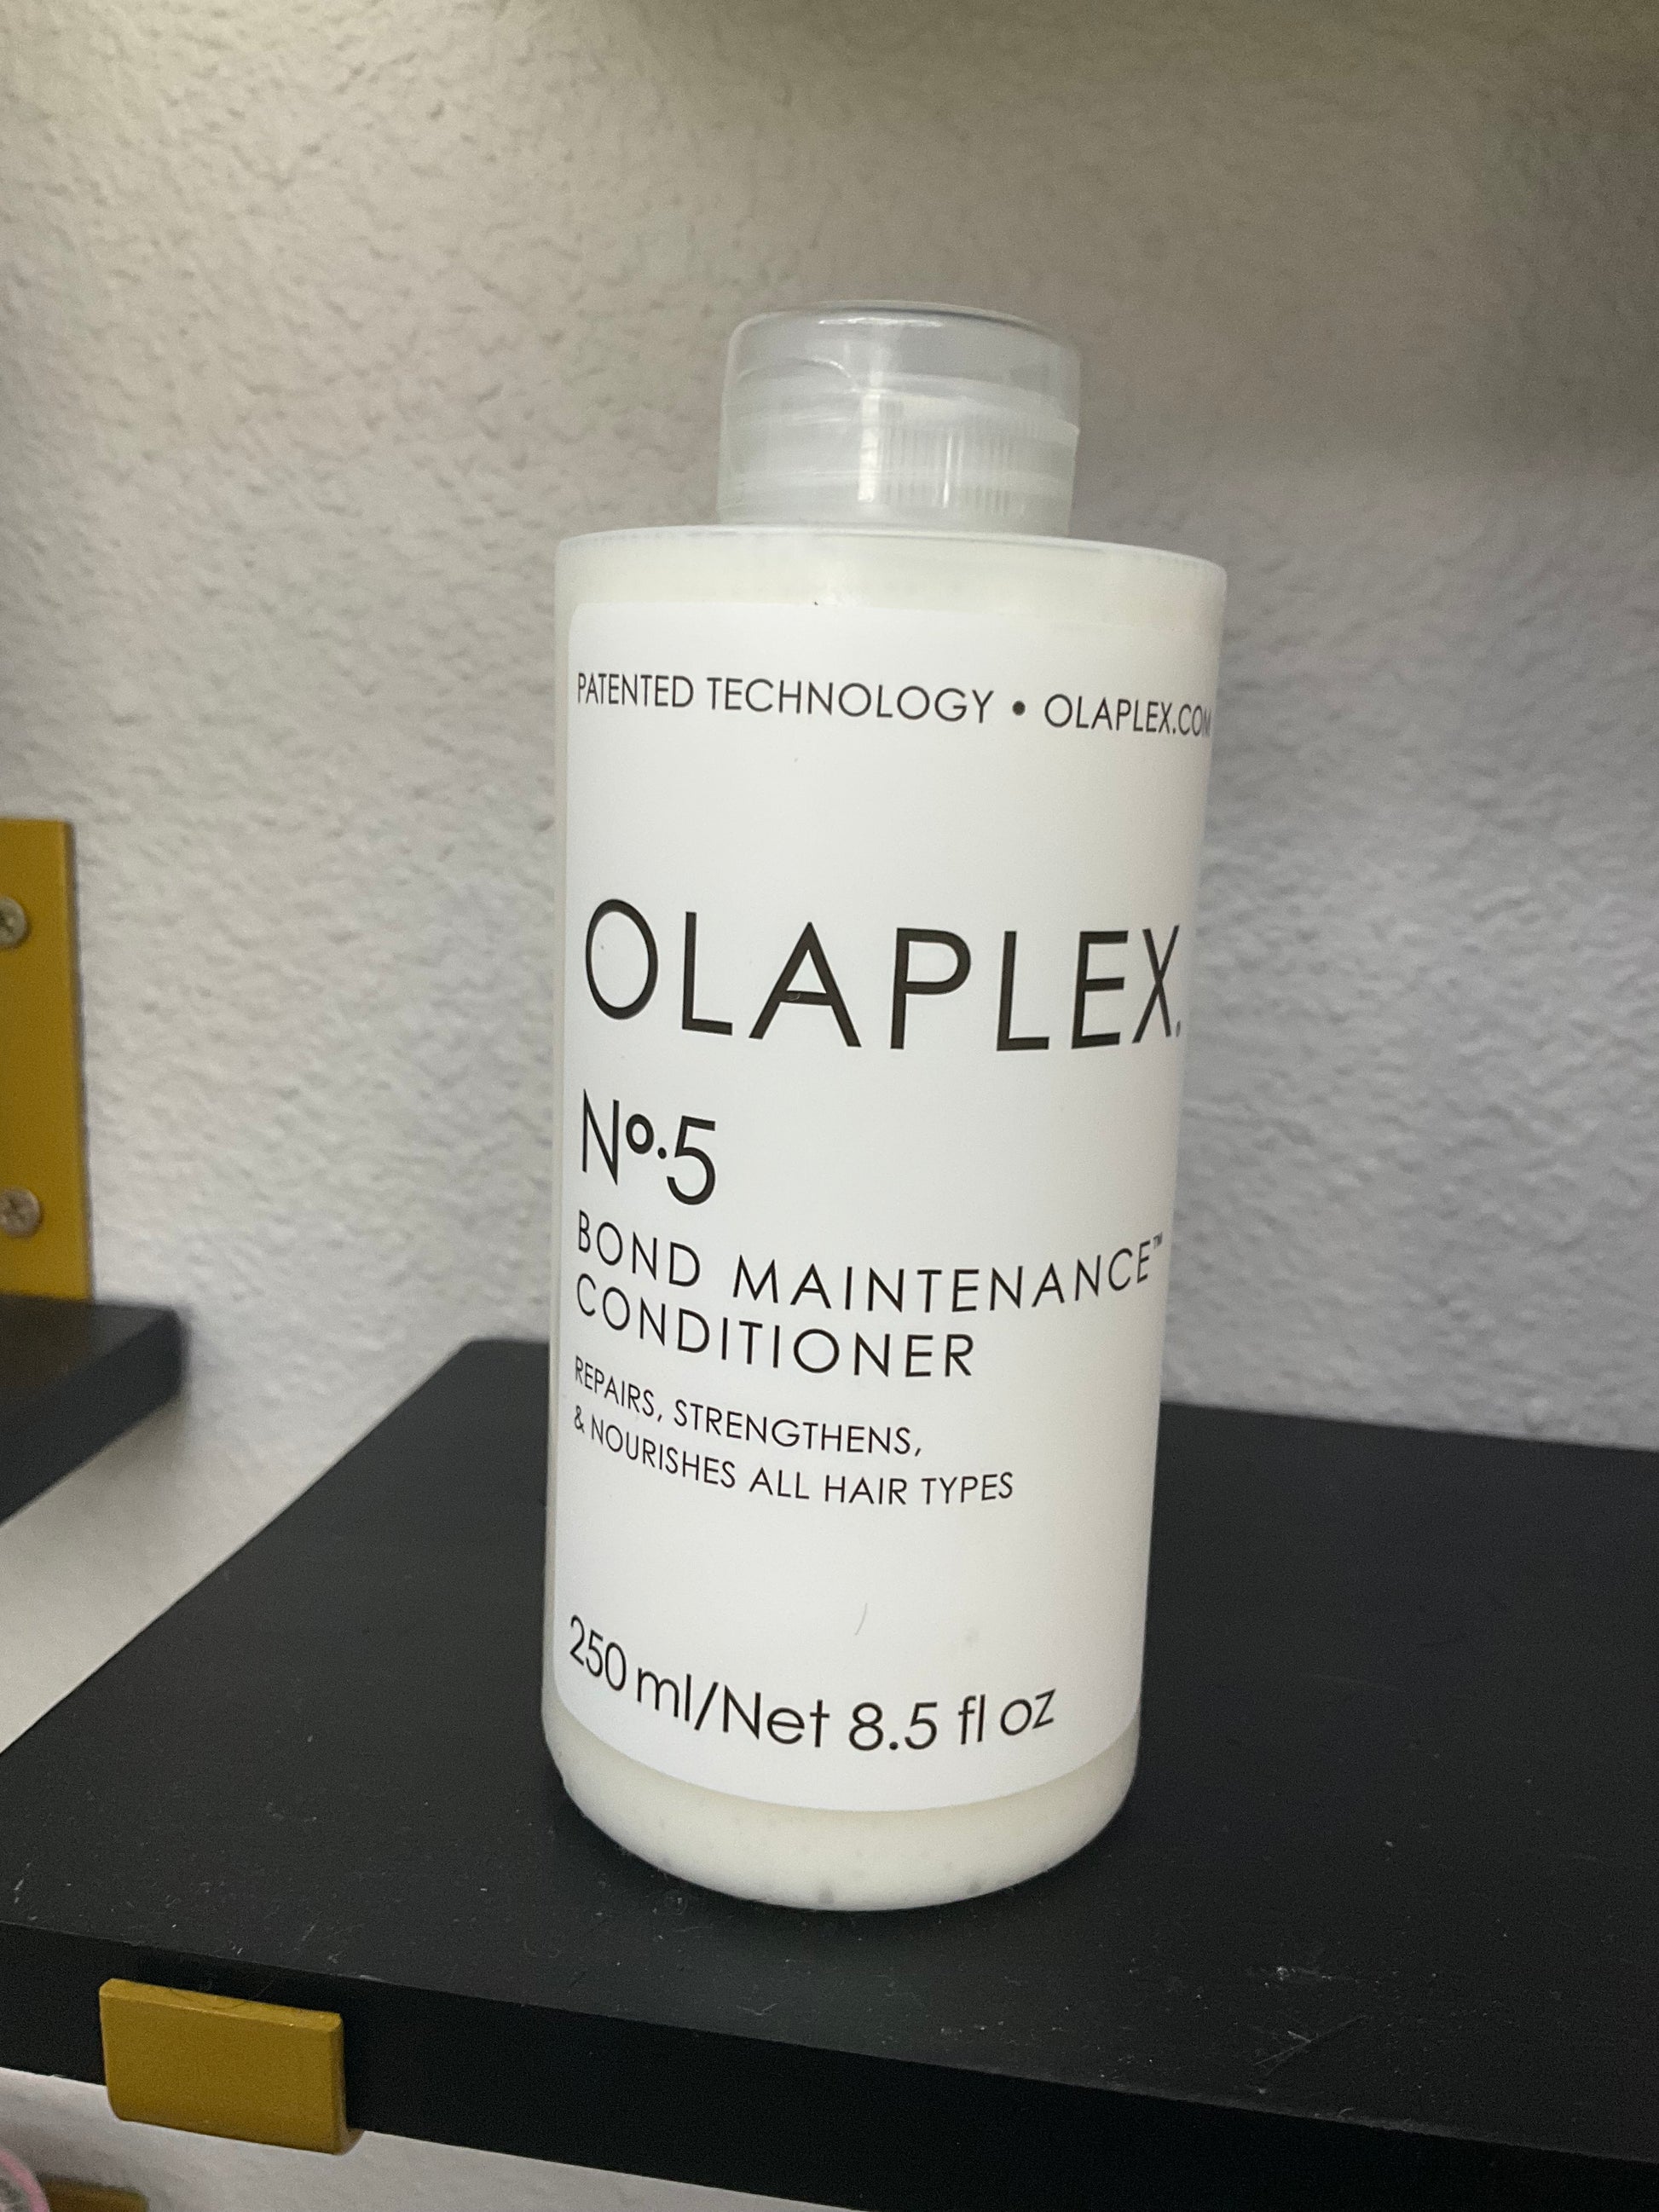 PATENTED TECHNOLOGY • OLAPLEX.COM
OLAPLEX.
Nº.5
BOND MAINTENANCE™
CONDITIONER
REPAIRS, STRENGTHENS,
& NOURISHES ALL HAIR TYPES
250 ml/Net 8.5 fl oz